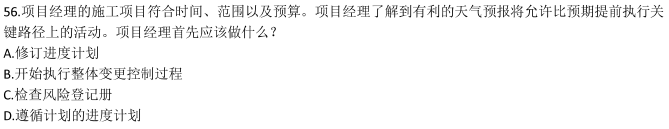 56.项目经理的施工项目符合时间、范围以及预算。项目经理了解到有利的天气预报将允许比预期提前执行关
键路径上的活动。项目经理首先应该做什么？
A.修订进度计划
B.开始执行整体变更控制过程
C.检查风险登记册
D.遵循计划的进度计划